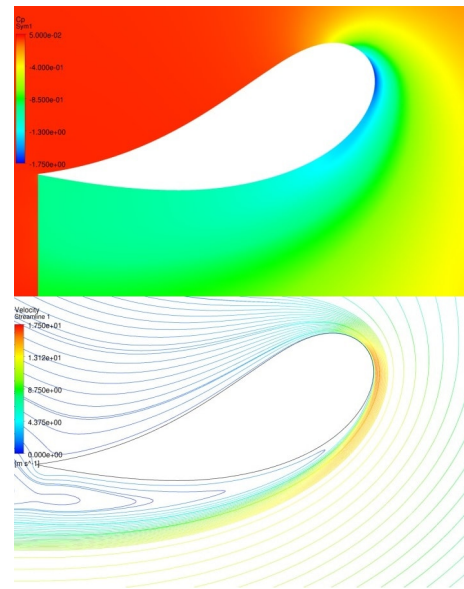 Cp
Sym1
5.000e-02
-4.000e-01
-8.500e-01
-1.300e+00
-1.750e+00
Velocity
Streamline 1
1.750e+01
1.312e+01
8.750e+00
4.375e+00
0.000e+00
[m s^-1]